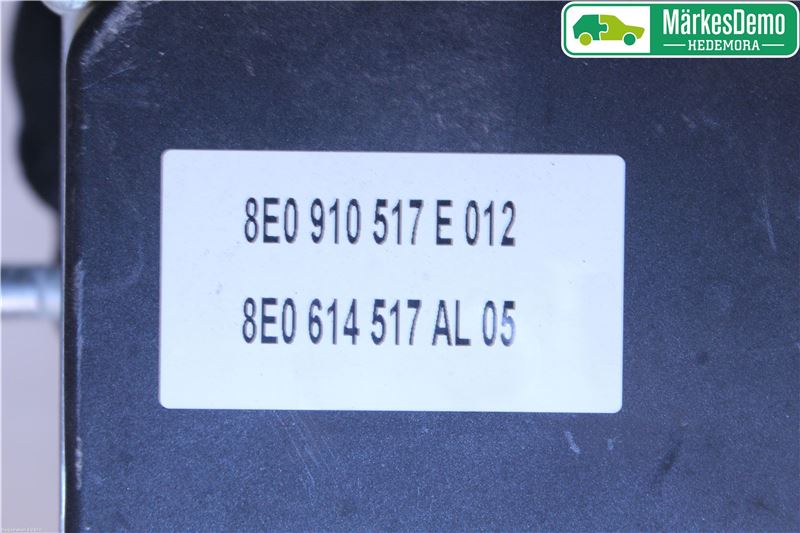 MärkesDemo
HEDEMORA
8E0 910 517 E 012
8E0 614 517 AL 05